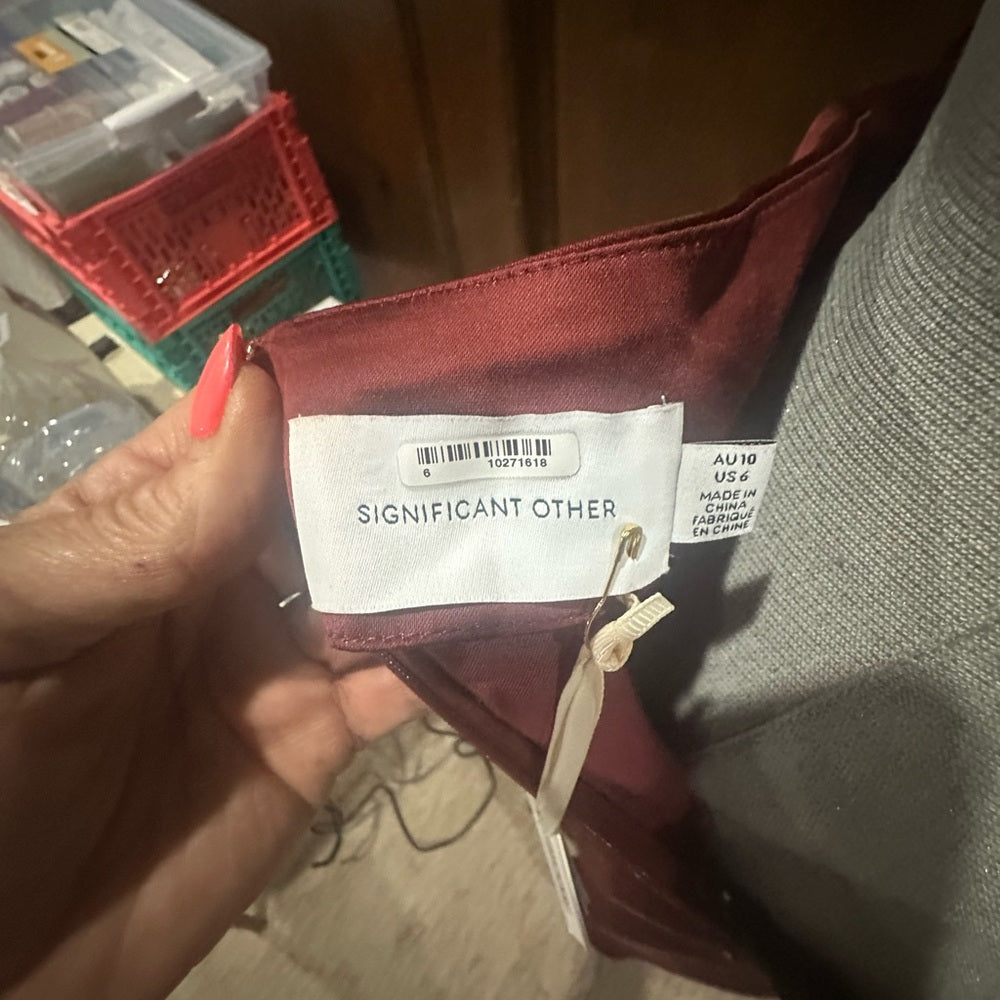 6 10271618
SIGNIFICANT OTHER
AU 10
US 6
MADE IN
CHINA
FABRIQUÉ
EN CHINE